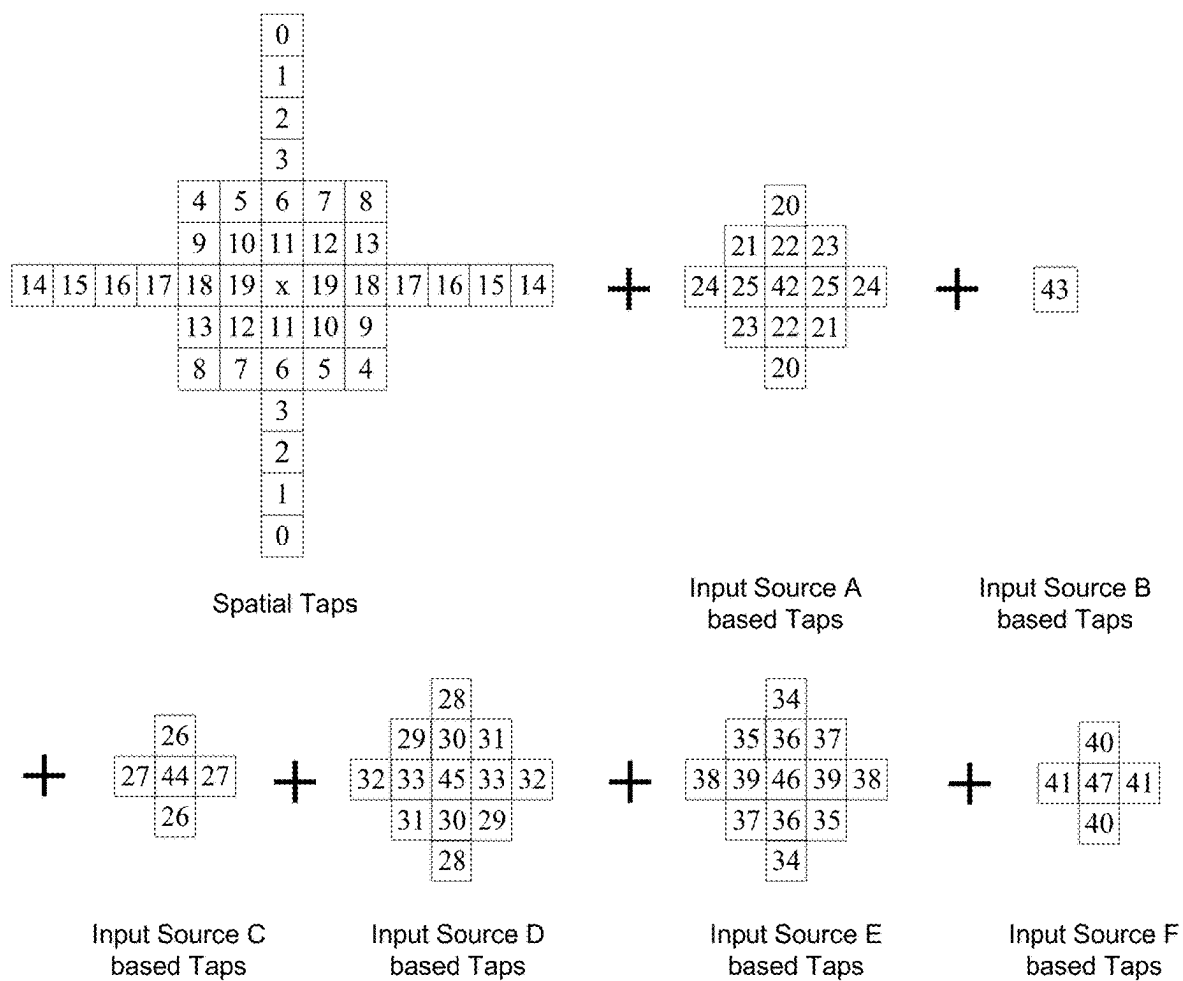 0
1
2
3
4 5 6 7 8
9 10 11 12 13
14 15 16 17 18 19 x 19 18 17 16 15 14
13 12 11 10 9
8 7 6 5 4
3
2
1
0
Spatial Taps
+
20
21 22 23
24 25 42 25 24
23 22 21
20
Input Source A
based Taps
+
43
Input Source B
based Taps
+
26
27 44 27
26
Input Source C
based Taps
+
28
29 30 31
32 33 45 33 32
31 30 29
28
Input Source D
based Taps
+
34
35 36 37
38 39 46 39 38
37 36 35
34
Input Source E
based Taps
+
40
41 47 41
40
Input Source F
based Taps